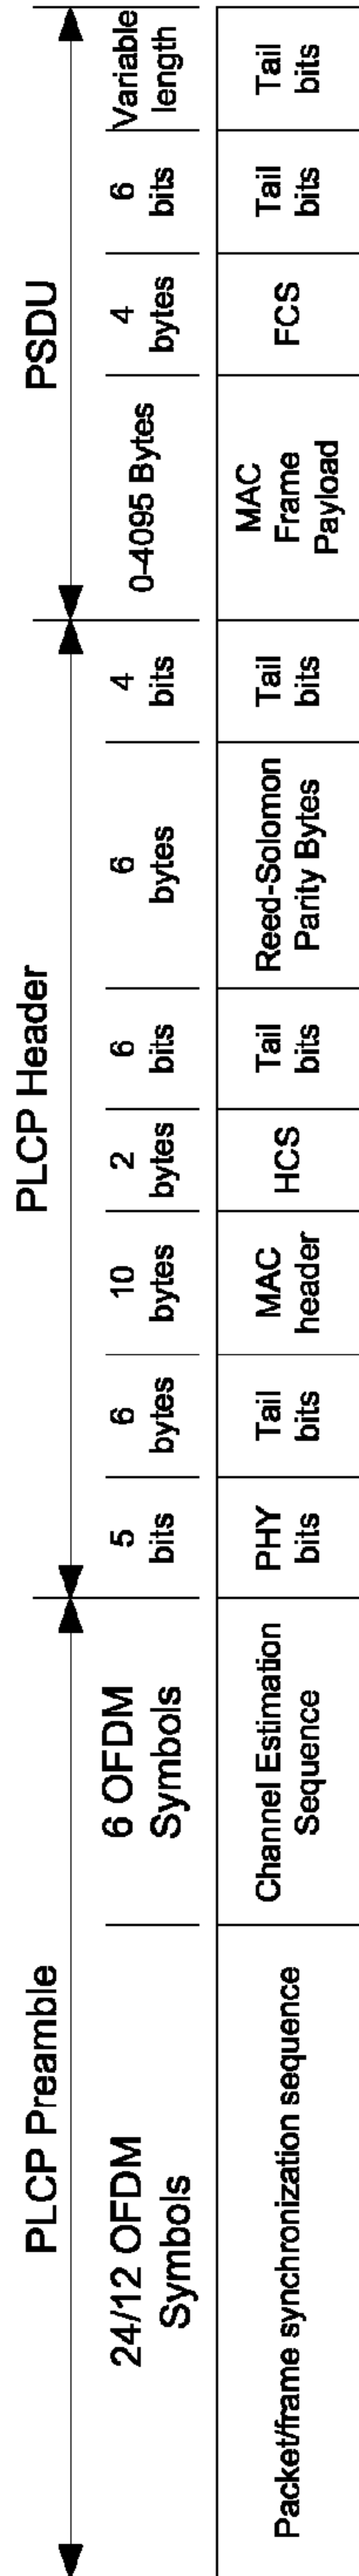 PLCP Preamble
PLCP Header
PSDU
24/12 OFDM
Symbols
6 OFDM
Symbols
5
bits
6
bytes
10
bytes
2
bytes
6
bits
6
bytes
4
bits
0-4095 Bytes
4
bytes
6
bits
Variable
length
Packet/frame synchronization sequence
Channel Estimation
Sequence
PHY
bits
Tail
bits
MAC
header
HCS
Tail
bits
Reed-Solomon
Parity Bytes
Tail
bits
MAC
Frame
Payload
FCS
Tail
bits
Tail
bits